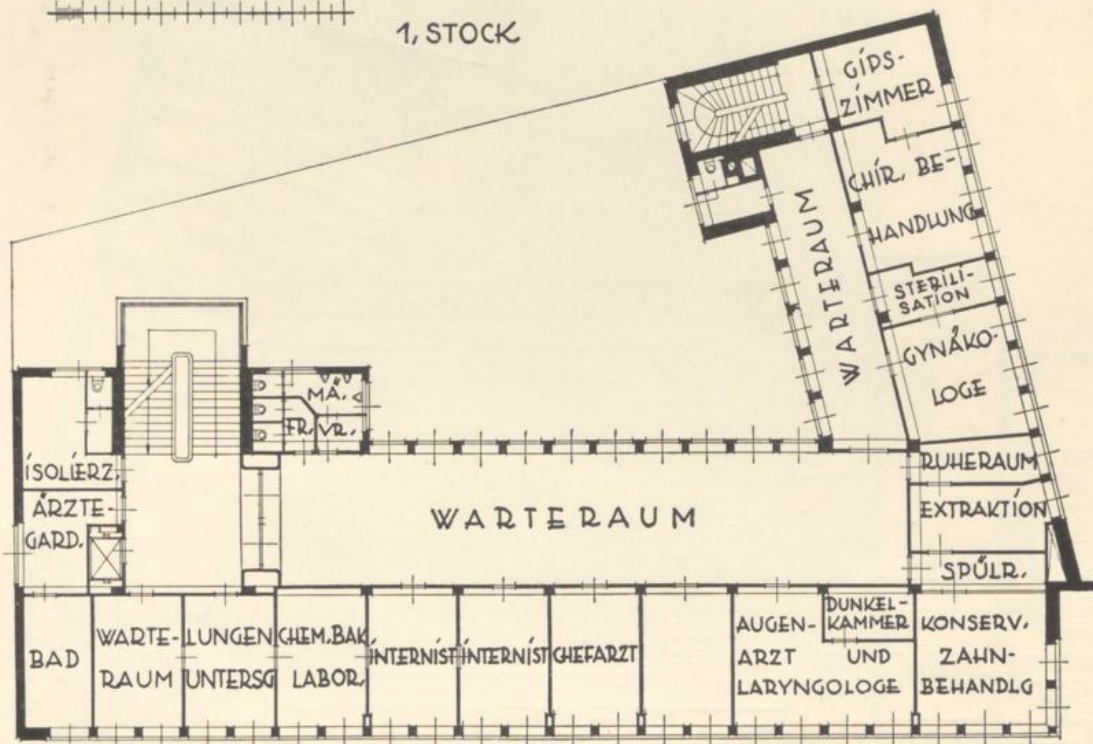 1, STOCK
GIPS-
ZIMMER
CHIR. BE-
HANDLUNG
STERILI-
SATION
GYNÄKO-
LOGE
WARTERAUM
RUHERAUM
EXTRAKTION
SPÜLR.
MÄ.
FR. VR.
ISOLIERZ.
ÄRZTE-
GARD.
WARTERAUM
BAD
WARTE-
RAUM
LUNGEN
UNTERSG
CHEM. BAK.
LABOR.
INTERNIST
INTERNIST
CHEFARZT
AUGEN-
ARZT UND
LARYNGOLOGE
DUNKEL-
KAMMER
KONSERV.
ZAHN-
BEHANDLG